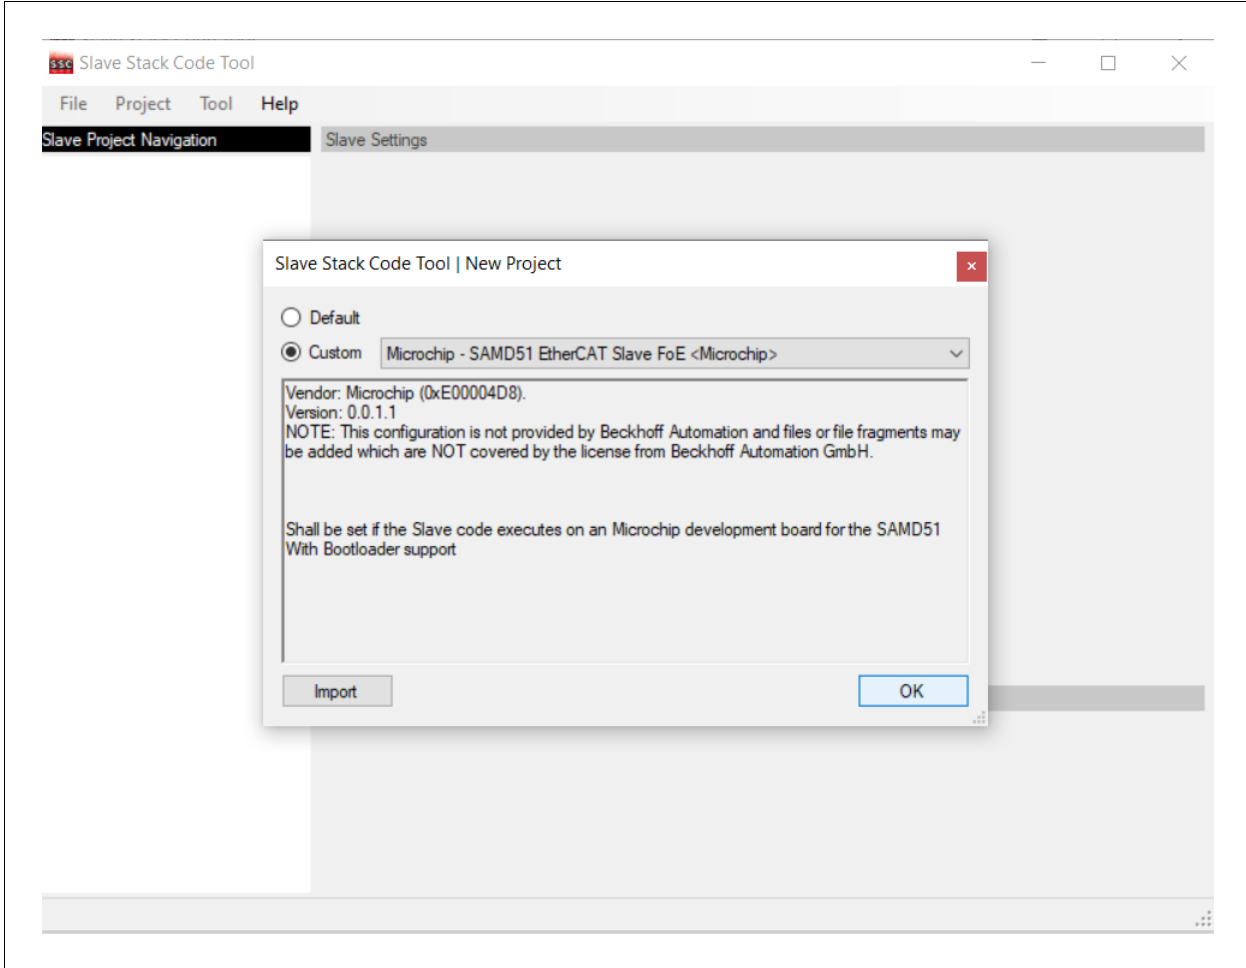 SSC Slave Stack Code Tool
File Project Tool Help
Slave Project Navigation
Slave Settings
Slave Stack Code Tool | New Project
Default
Custom Microchip - SAMD51 EtherCAT Slave FoE <Microchip>
Vendor: Microchip (0xE00004D8).
Version: 0.0.1.1
NOTE: This configuration is not provided by Beckhoff Automation and files or file fragments may
be added which are NOT covered by the license from Beckhoff Automation GmbH.
Shall be set if the Slave code executes on an Microchip development board for the SAMD51
With Bootloader support
Import
OK